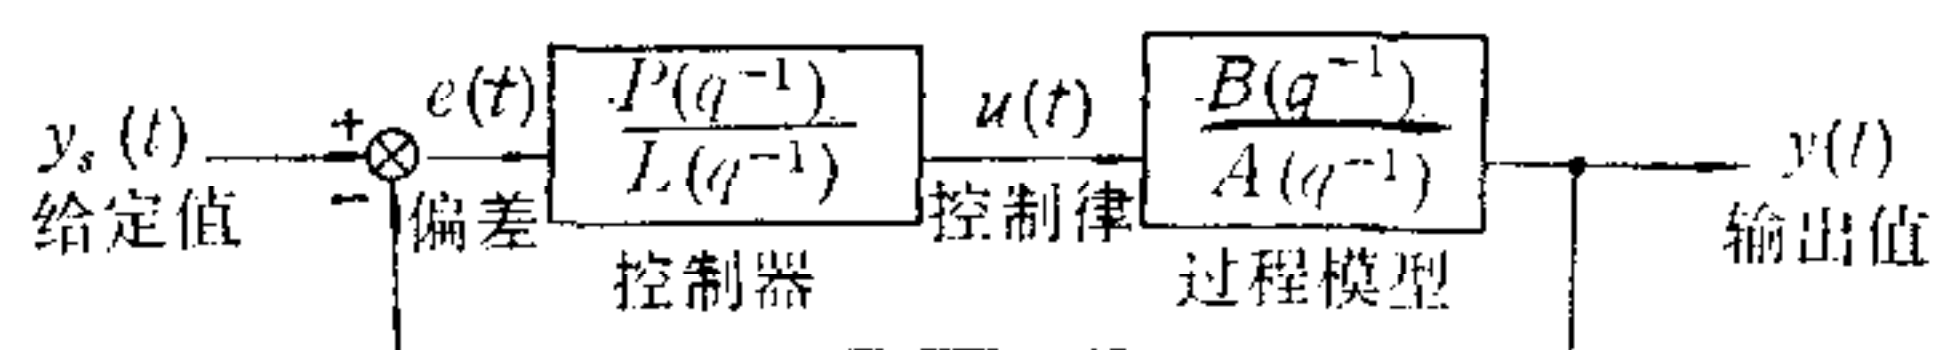 y_s(t)
给定值
+
−
e(t)
偏差
P(q⁻¹)
L(q⁻¹)
控制器
u(t)
控制律
B(q⁻¹)
A(q⁻¹)
过程模型
y(t)
输出值